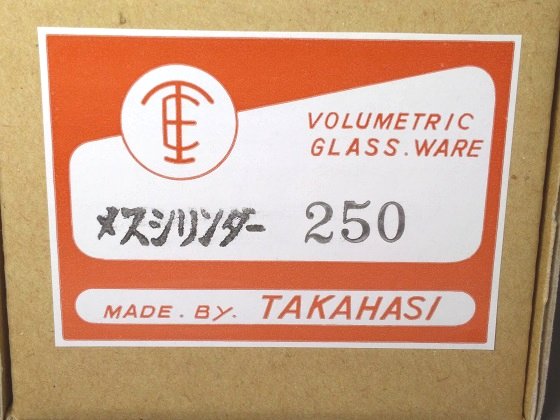 VOLUMETRIC
GLASS.WARE
メスシリンダー 250
MADE.BY. TAKAHASI